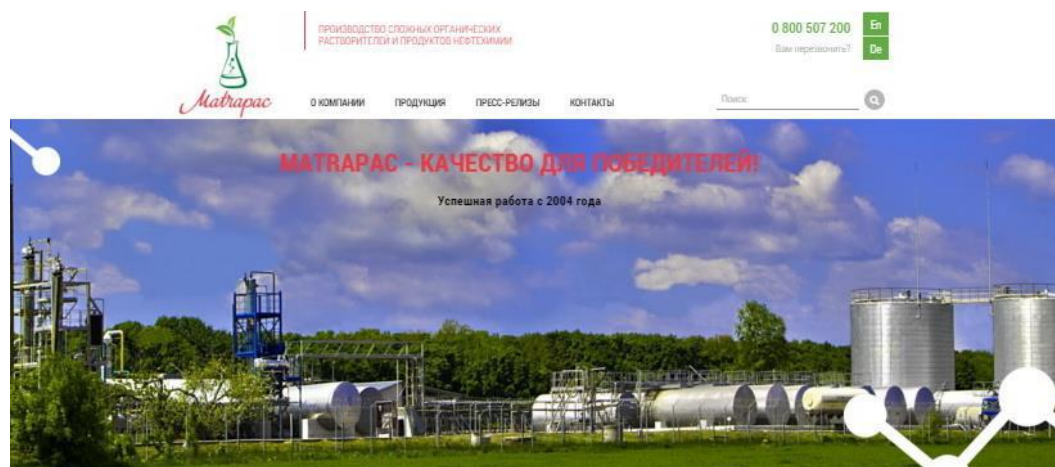 ПРОИЗВОДСТВО СЛОЖНЫХ ОРГАНИЧЕСКИХ
РАСТВОРИТЕЛЕЙ И ПРОДУКТОВ НЕФТЕХИМИИ
0 800 507 200
En
Вам перезвонить?
De
Matrapac
О КОМПАНИИ
ПРОДУКЦИЯ
ПРЕСС-РЕЛИЗЫ
КОНТАКТЫ
Поиск:
MATRAPAC - КАЧЕСТВО ДЛЯ ПОБЕДИТЕЛЕЙ!
Успешная работа с 2004 года